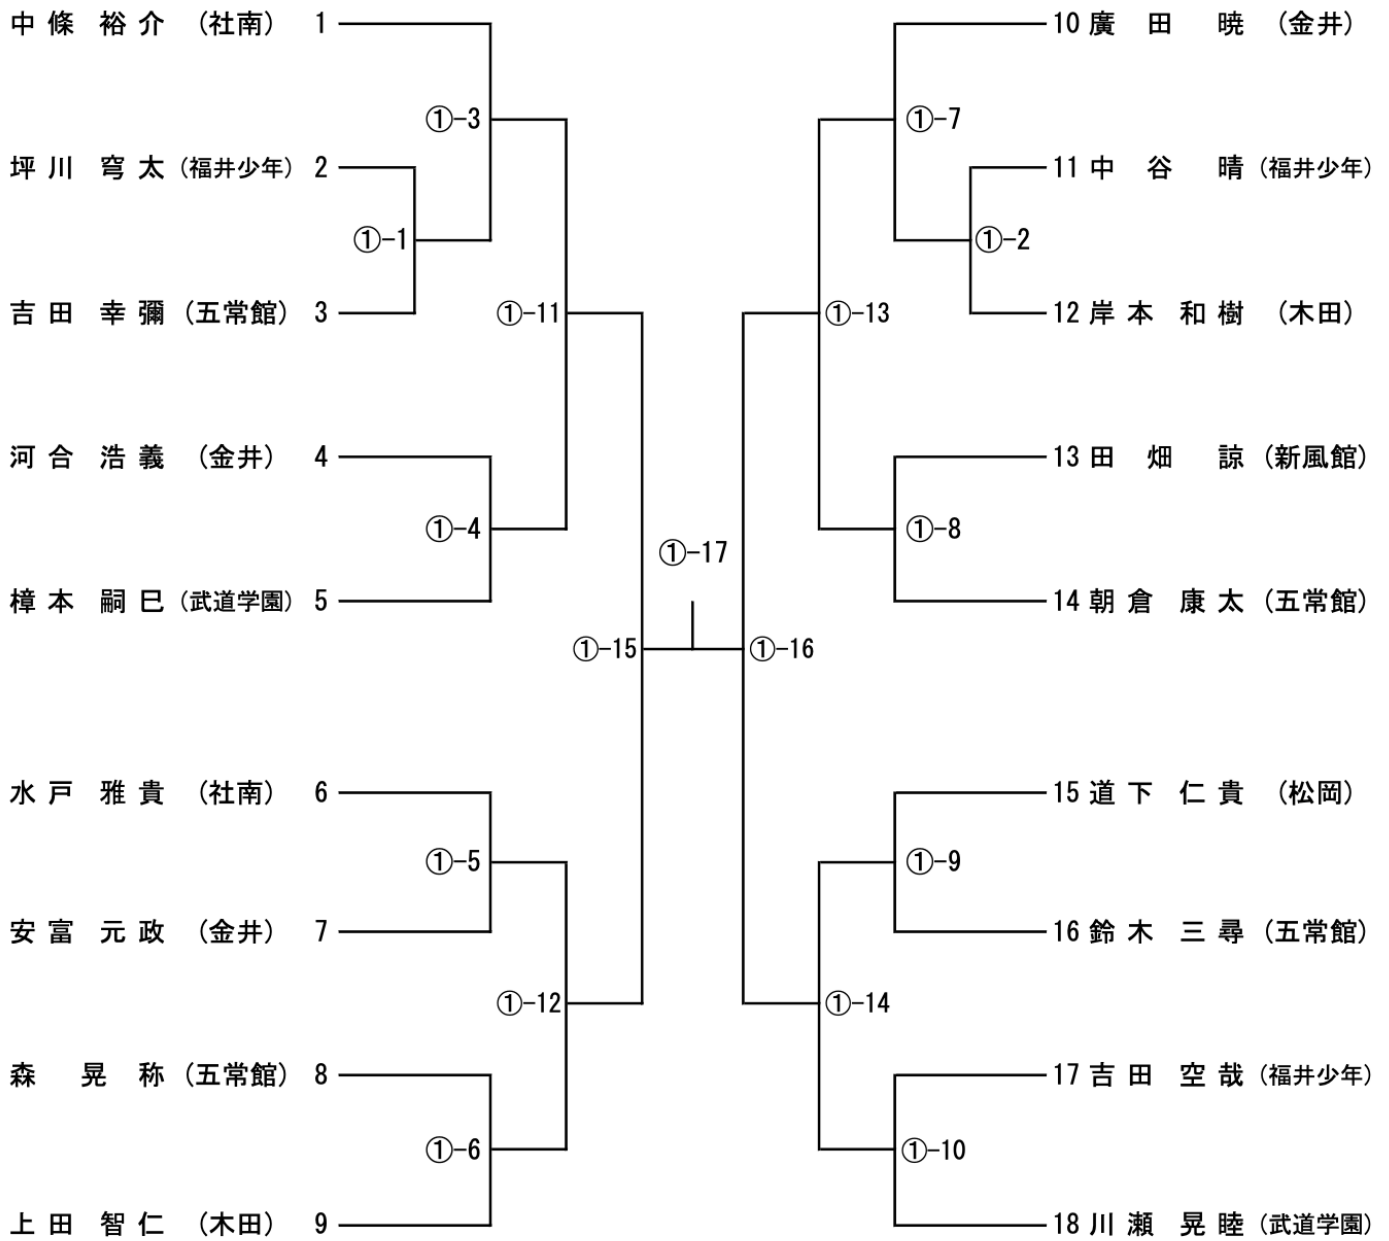 中條 裕介 （社南） 1
①-3
坪川 穹太 （福井少年） 2
①-1
吉田 幸彌 （五常館） 3
①-11
河合 浩義 （金井） 4
①-4
樟本 嗣巳 （武道学園） 5
①-15
水戸 雅貴 （社南） 6
①-5
安富 元政 （金井） 7
①-12
森 晃称 （五常館） 8
①-6
上田 智仁 （木田） 9
①-17
10 廣田 暁 （金井）
①-7
11 中谷 晴 （福井少年）
①-2
12 岸本 和樹 （木田）
①-13
13 田畑 諒 （新風館）
①-8
14 朝倉 康太 （五常館）
①-16
15 道下 仁貴 （松岡）
①-9
16 鈴木 三尋 （五常館）
①-14
17 吉田 空哉 （福井少年）
①-10
18 川瀬 晃睦 （武道学園）